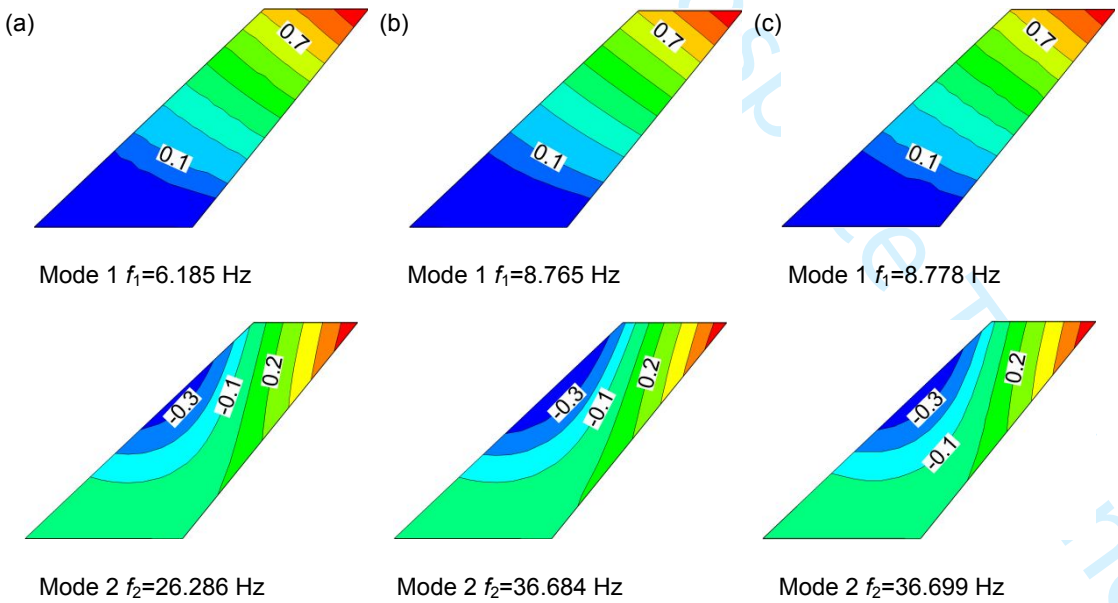 (a) (b) (c)
0.7 0.7 0.7
0.1 0.1 0.1
Mode 1 f₁=6.185 Hz Mode 1 f₁=8.765 Hz Mode 1 f₁=8.778 Hz
0.2 0.2 0.2
-0.3 -0.3 -0.3
-0.1 -0.1 -0.1
Mode 2 f₂=26.286 Hz Mode 2 f₂=36.684 Hz Mode 2 f₂=36.699 Hz